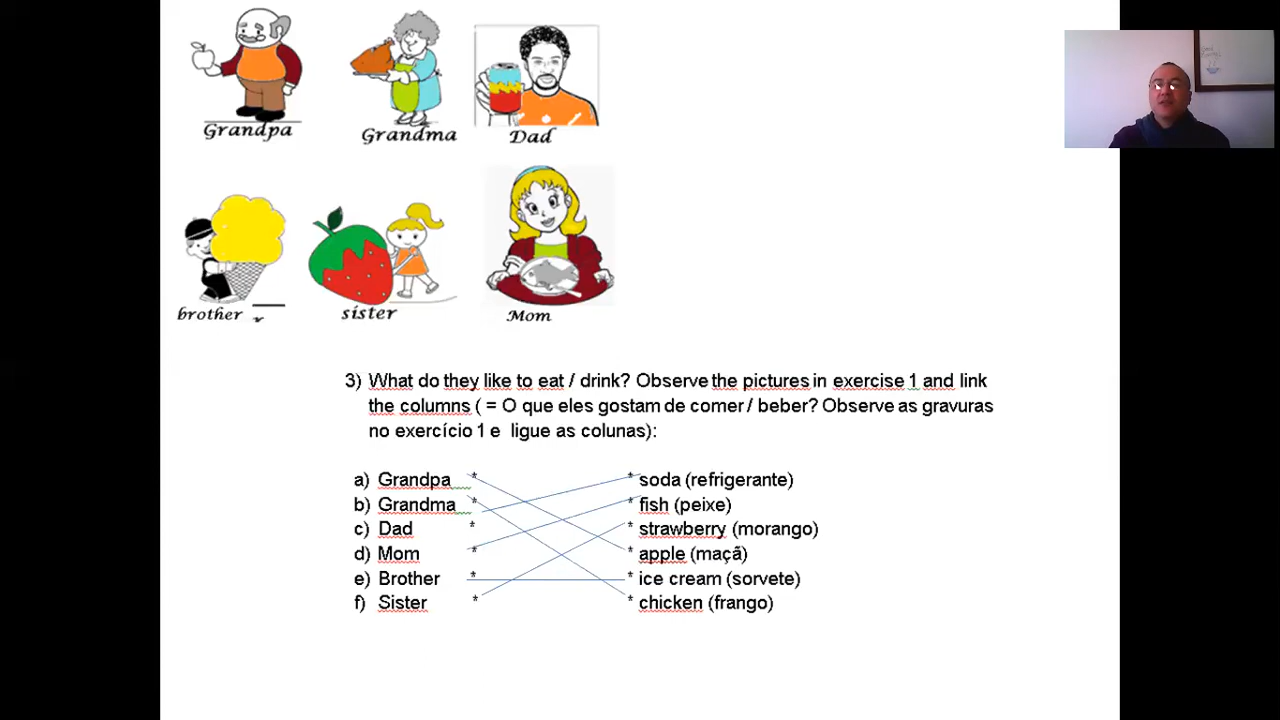 Grandpa
Grandma
Dad
brother
sister
Mom
3) What do they like to eat / drink? Observe the pictures in exercise 1 and link
the columns ( = O que eles gostam de comer / beber? Observe as gravuras
no exercício 1 e ligue as colunas):
a) Grandpa * * soda (refrigerante)
b) Grandma * * fish (peixe)
c) Dad * * strawberry (morango)
d) Mom * * apple (maçã)
e) Brother * * ice cream (sorvete)
f) Sister * * chicken (frango)